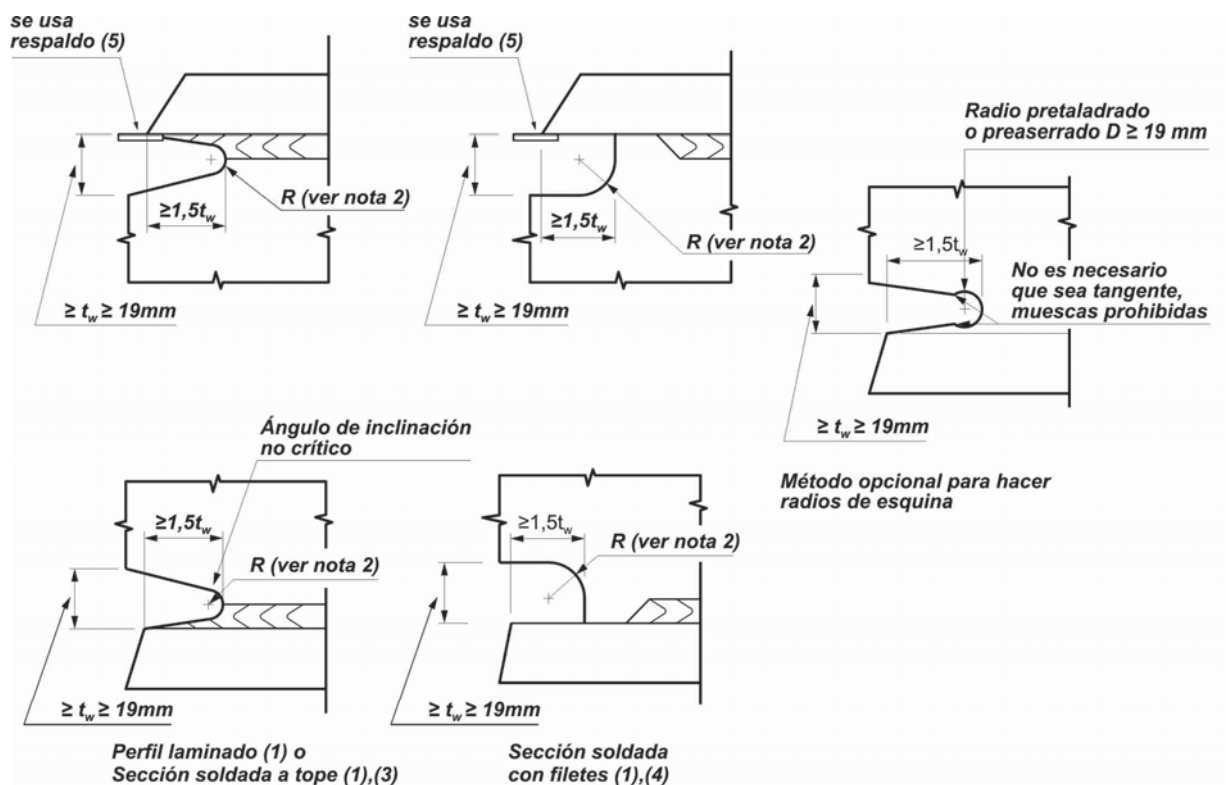 se usa
respaldo (5)
R (ver nota 2)
≥1,5tw
≥ tw ≥ 19mm
se usa
respaldo (5)
≥1,5tw
R (ver nota 2)
≥ tw ≥ 19mm
Radio pretaladrado
o preaserrado D ≥ 19 mm
≥1,5tw
No es necesario
que sea tangente,
muescas prohibidas
≥ tw ≥ 19mm
Método opcional para hacer
radios de esquina
Ángulo de inclinación
no crítico
≥1,5tw
R (ver nota 2)
≥ tw ≥ 19mm
Perfil laminado (1) o
Sección soldada a tope (1),(3)
≥1,5tw
R (ver nota 2)
≥ tw ≥ 19mm
Sección soldada
con filetes (1),(4)